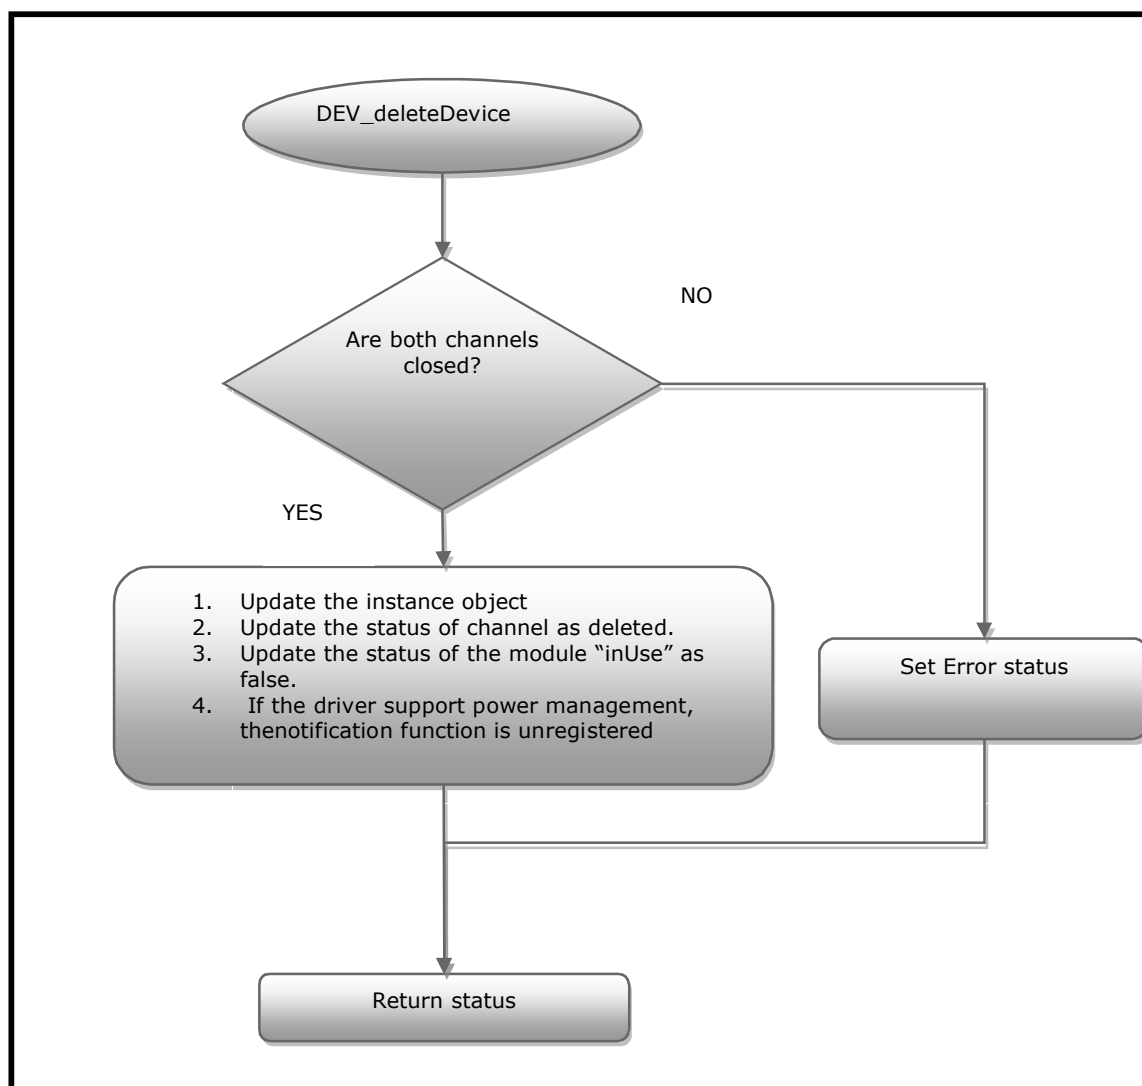 DEV_deleteDevice
NO
Are both channels
closed?
YES
1. Update the instance object
2. Update the status of channel as deleted.
3. Update the status of the module “inUse” as
false.
4. If the driver support power management,
thenotification function is unregistered
Set Error status
Return status